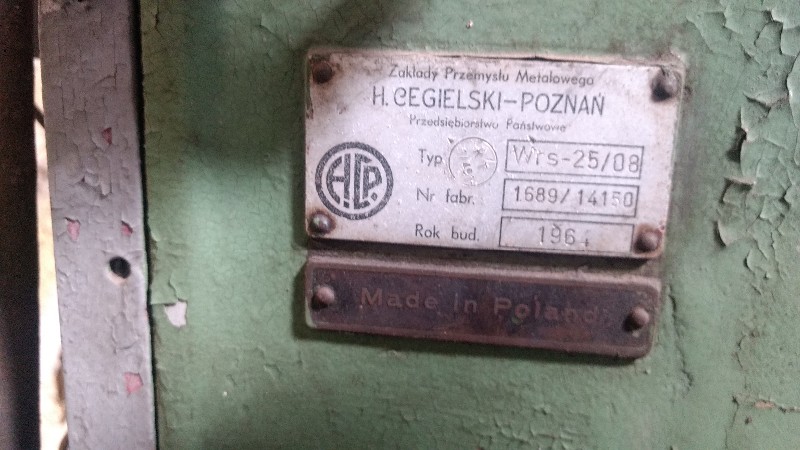 Zakłady Przemysłu Metalowego
H. CEGIELSKI-POZNAŃ
Przedsiębiorstwo Państwowe
HCP
Typ Wrs-25/08
Nr fabr. 1689/14150
Rok bud.
Made in Poland